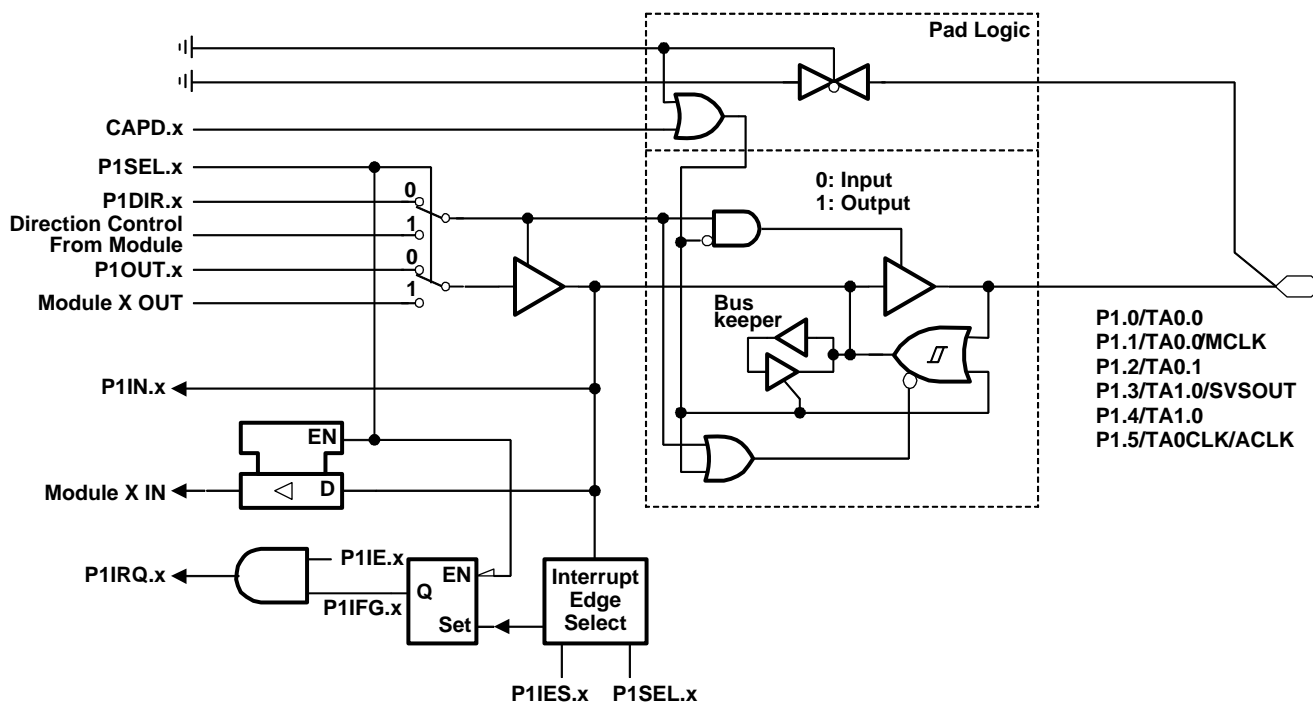 Pad Logic
CAPD.x
P1SEL.x
P1DIR.x
0
Direction Control
From Module
1
P1OUT.x
0
Module X OUT
1
0: Input
1: Output
Bus
keeper
P1.0/TA0.0
P1.1/TA0.0/MCLK
P1.2/TA0.1
P1.3/TA1.0/SVSOUT
P1.4/TA1.0
P1.5/TA0CLK/ACLK
P1IN.x
EN
Module X IN
D
P1IRQ.x
P1IE.x
P1IFG.x
EN
Q
Set
Interrupt
Edge
Select
P1IES.x
P1SEL.x